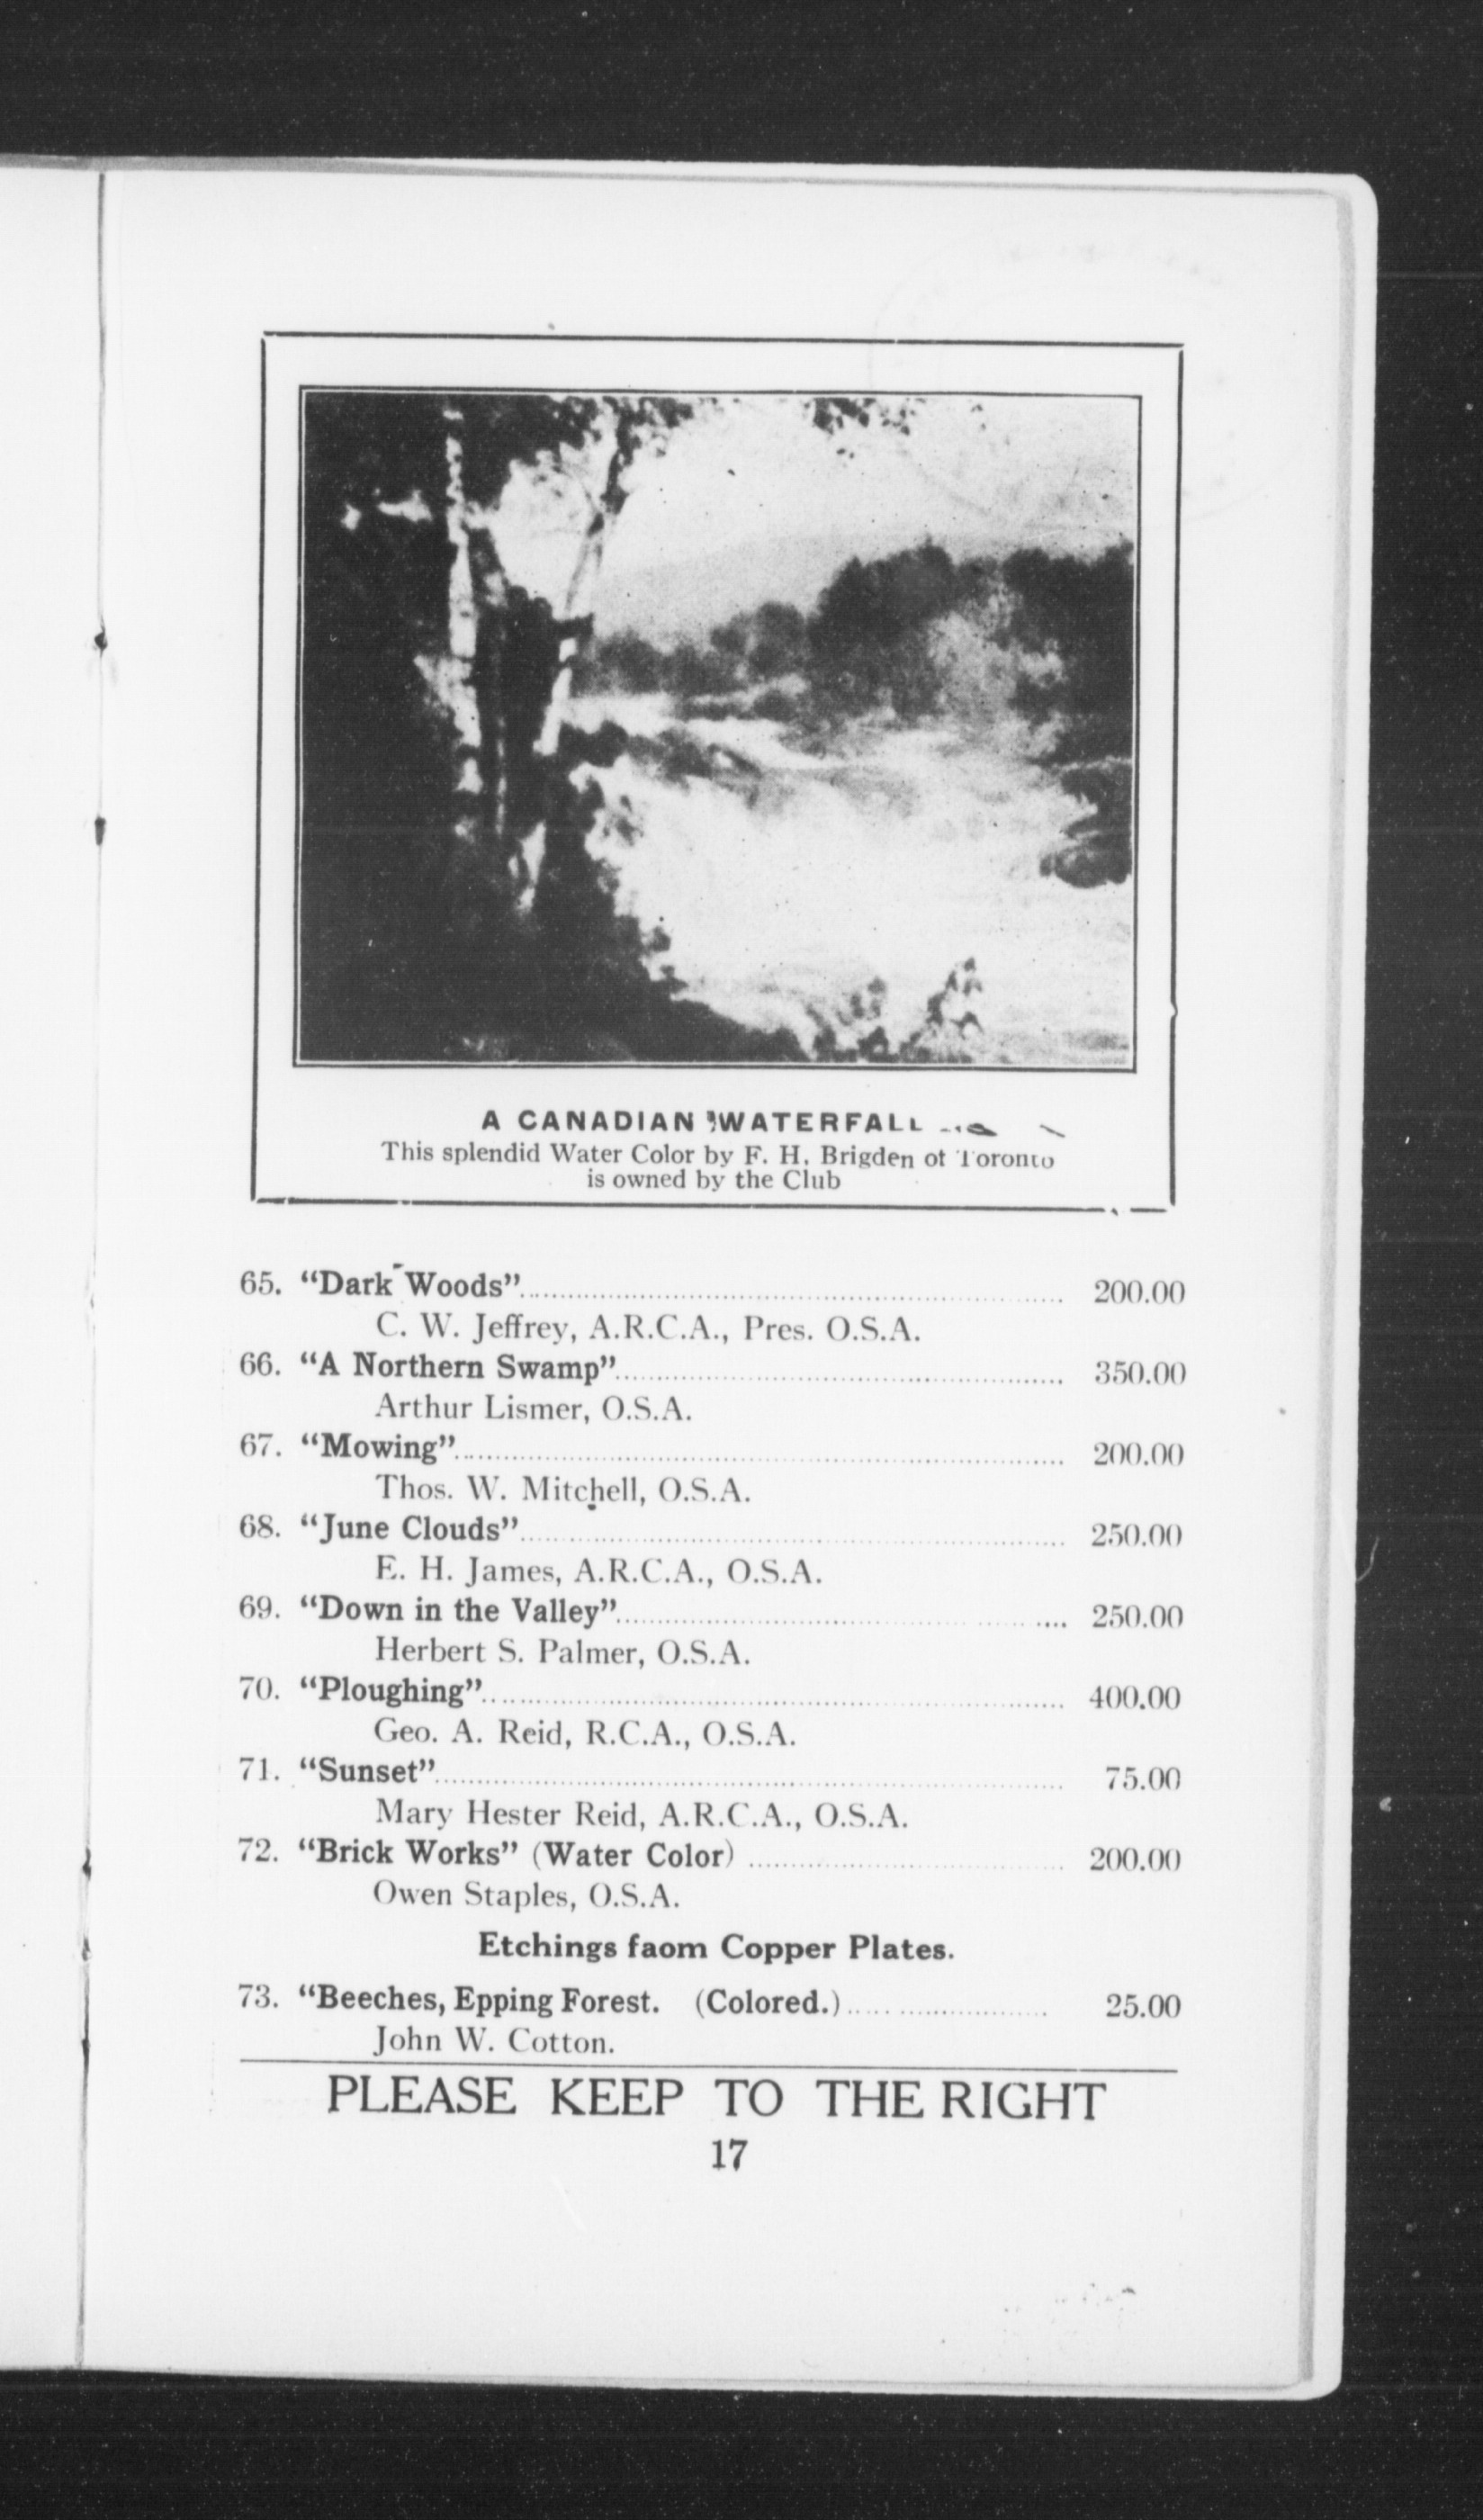 A CANADIAN WATERFALL
This splendid Water Color by F. H. Brigden of Toronto
is owned by the Club
65. “Dark Woods”........................ 200.00
C. W. Jeffrey, A.R.C.A., Pres. O.S.A.
66. “A Northern Swamp”........................ 350.00
Arthur Lismer, O.S.A.
67. “Mowing”........................ 200.00
Thos. W. Mitchell, O.S.A.
68. “June Clouds”........................ 250.00
E. H. James, A.R.C.A., O.S.A.
69. “Down in the Valley”........................ 250.00
Herbert S. Palmer, O.S.A.
70. “Ploughing”........................ 400.00
Geo. A. Reid, R.C.A., O.S.A.
71. “Sunset”........................ 75.00
Mary Hester Reid, A.R.C.A., O.S.A.
72. “Brick Works” (Water Color) ........................ 200.00
Owen Staples, O.S.A.
Etchings faom Copper Plates.
73. “Beeches, Epping Forest. (Colored.)........................ 25.00
John W. Cotton.
PLEASE KEEP TO THE RIGHT
17